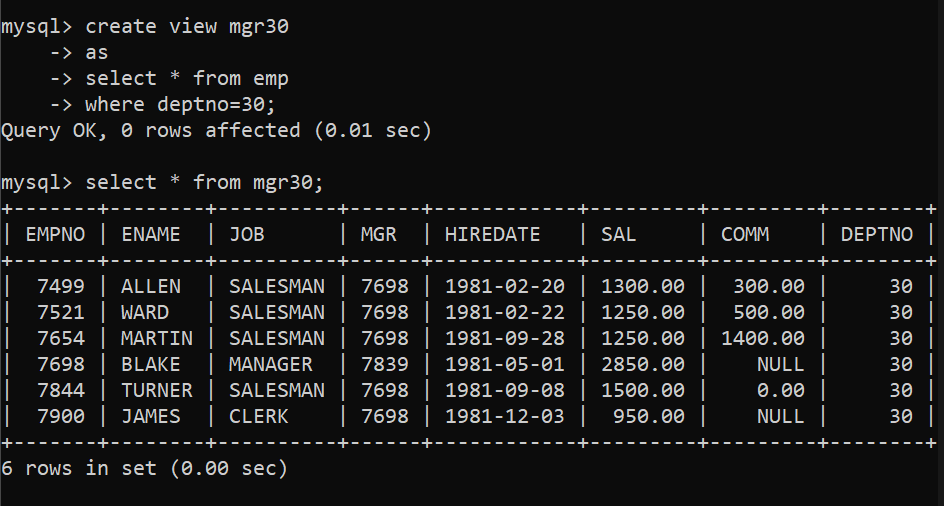 mysql> create view mgr30
    -> as
    -> select * from emp
    -> where deptno=30;
Query OK, 0 rows affected (0.01 sec)

mysql> select * from mgr30;
+-------+--------+----------+------+------------+---------+---------+--------+
| EMPNO | ENAME  | JOB      | MGR  | HIREDATE   | SAL     | COMM    | DEPTNO |
+-------+--------+----------+------+------------+---------+---------+--------+
|  7499 | ALLEN  | SALESMAN | 7698 | 1981-02-20 | 1300.00 |  300.00 |     30 |
|  7521 | WARD   | SALESMAN | 7698 | 1981-02-22 | 1250.00 |  500.00 |     30 |
|  7654 | MARTIN | SALESMAN | 7698 | 1981-09-28 | 1250.00 | 1400.00 |     30 |
|  7698 | BLAKE  | MANAGER  | 7839 | 1981-05-01 | 2850.00 |    NULL |     30 |
|  7844 | TURNER | SALESMAN | 7698 | 1981-09-08 | 1500.00 |    0.00 |     30 |
|  7900 | JAMES  | CLERK    | 7698 | 1981-12-03 |  950.00 |    NULL |     30 |
+-------+--------+----------+------+------------+---------+---------+--------+
6 rows in set (0.00 sec)